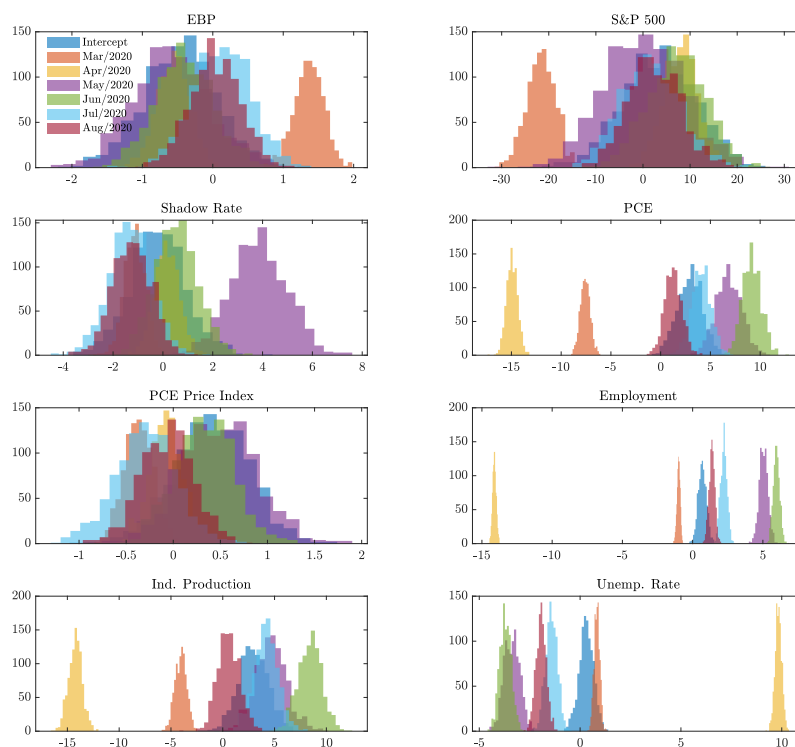 EBP
S&P 500
150
100
50
0
Intercept
Mar/2020
Apr/2020
May/2020
Jun/2020
Jul/2020
Aug/2020
-2 -1 0 1 2
150
100
50
0
-30 -20 -10 0 10 20 30
Shadow Rate
PCE
150
100
50
0
-4 -2 0 2 4 6 8
200
150
100
50
0
-15 -10 -5 0 5 10
PCE Price Index
Employment
150
100
50
0
-1 -0.5 0 0.5 1 1.5 2
200
150
100
50
0
-15 -10 -5 0 5
Ind. Production
Unemp. Rate
200
150
100
50
0
-15 -10 -5 0 5 10
150
100
50
0
-5 0 5 10